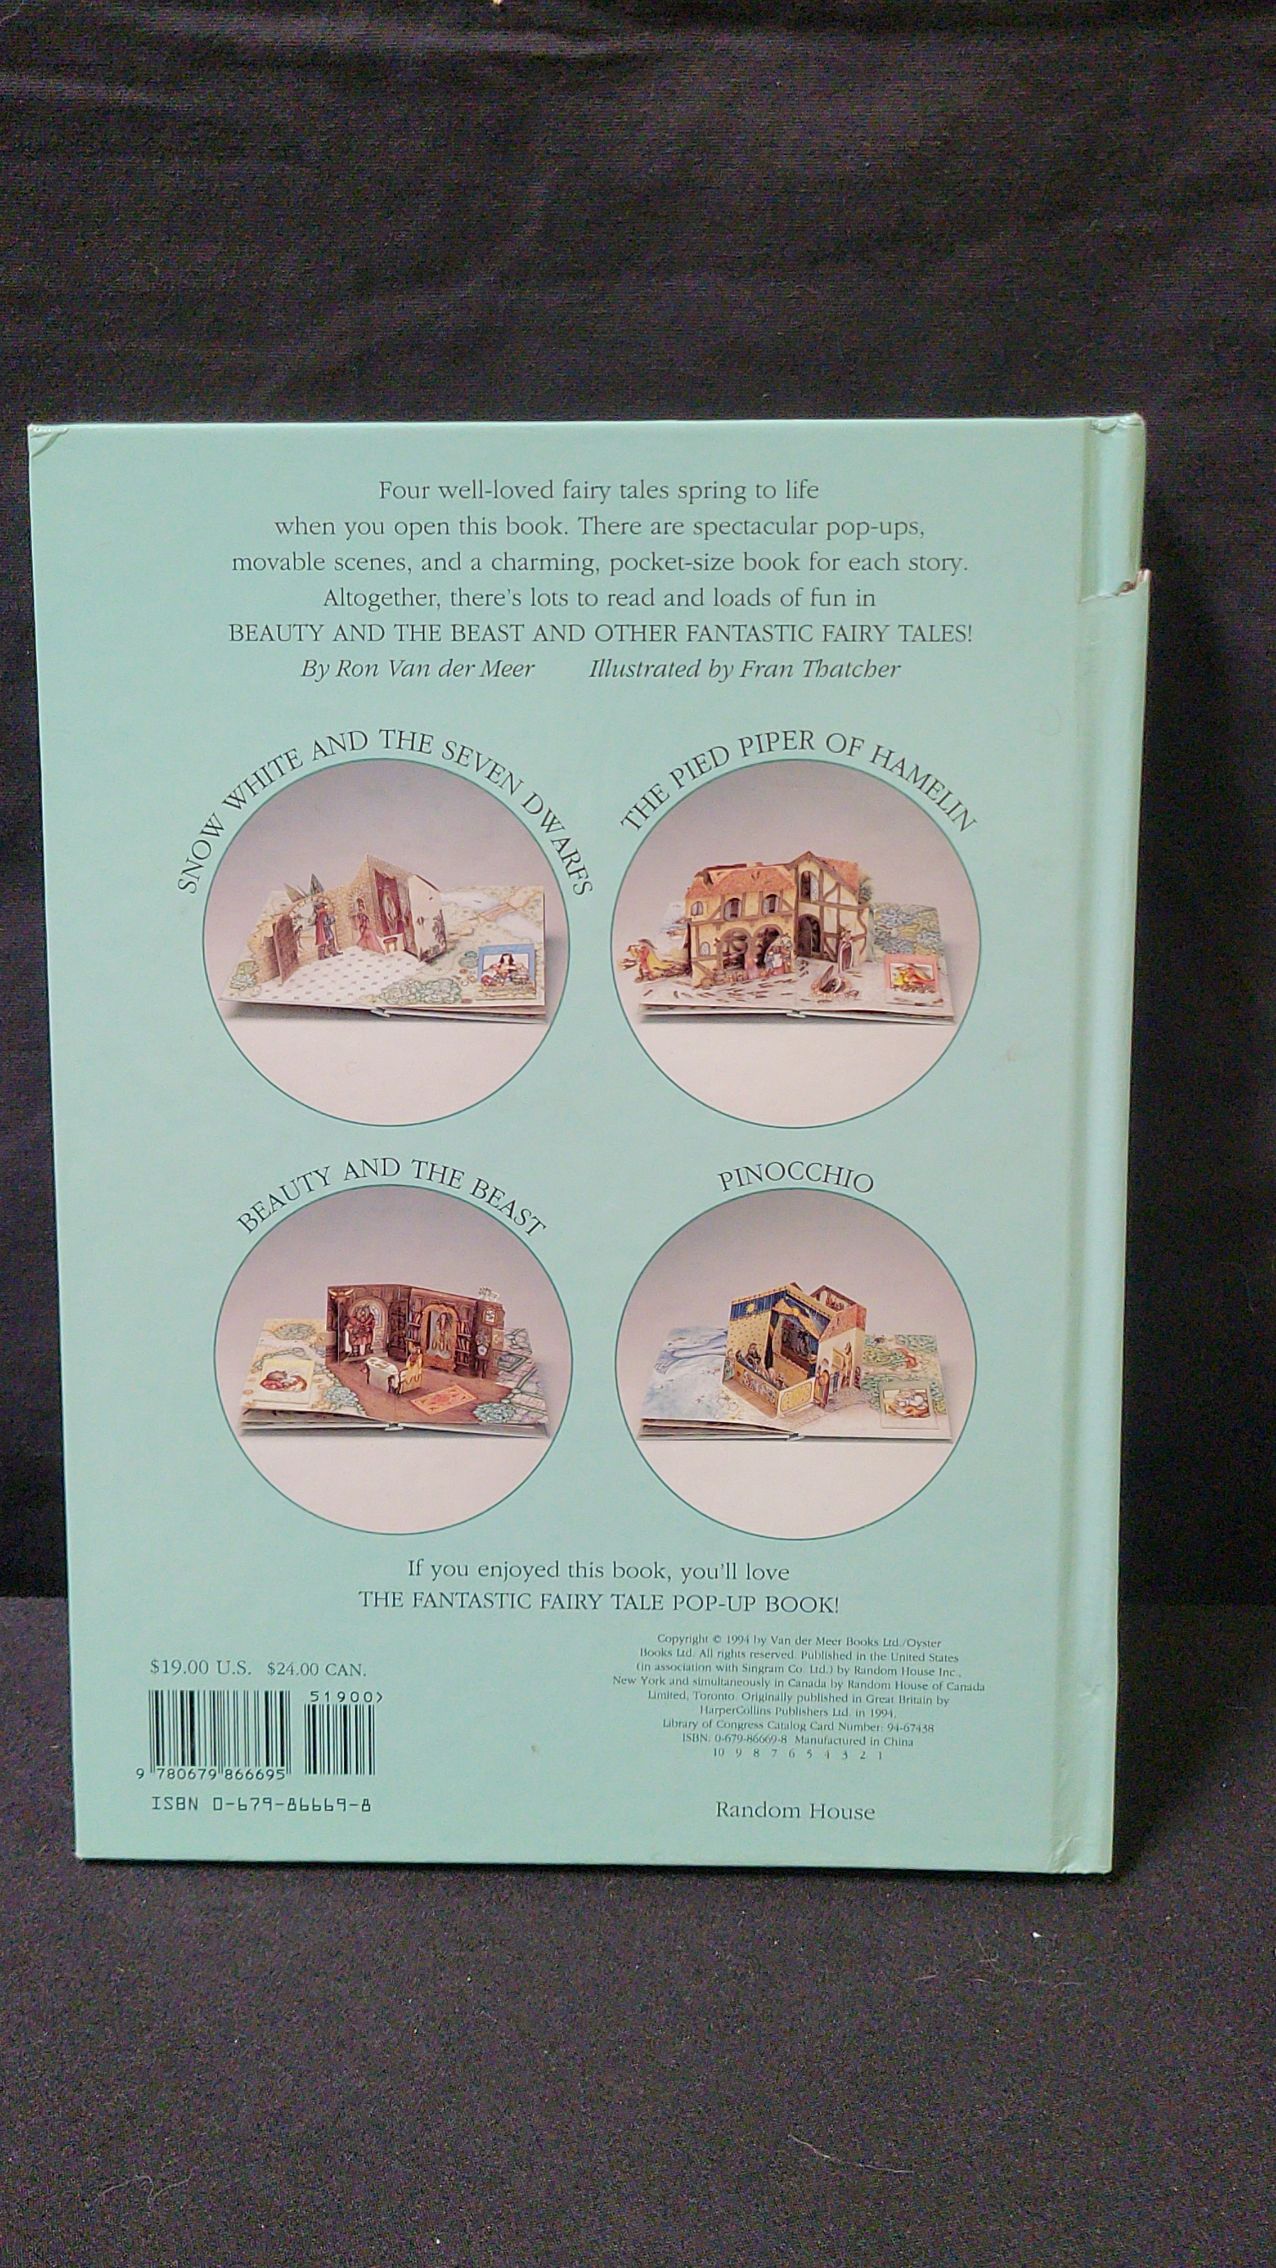 Four well-loved fairy tales spring to life
when you open this book. There are spectacular pop-ups,
movable scenes, and a charming, pocket-size book for each story.
Altogether, there's lots to read and loads of fun in
BEAUTY AND THE BEAST AND OTHER FANTASTIC FAIRY TALES!
By Ron Van der Meer Illustrated by Fran Thatcher
SNOW WHITE AND THE SEVEN DWARFS
THE PIED PIPER OF HAMELIN
BEAUTY AND THE BEAST
PINOCCHIO
If you enjoyed this book, you'll love
THE FANTASTIC FAIRY TALE POP-UP BOOK!
$19.00 U.S. $24.00 CAN.
51900>
9 780679 866695
ISBN 0-679-86669-8
Copyright © 1994 by Van der Meer Books Ltd./Oyster
Books Ltd. All rights reserved. Published in the United States
(in association with Singram Co. Ltd.) by Random House Inc.,
New York and simultaneously in Canada by Random House of Canada
Limited, Toronto. Originally published in Great Britain by
HarperCollins Publishers Ltd. in 1994.
Library of Congress Catalog Card Number: 94-67438
ISBN: 0-679-86669-8 Manufactured in China
10 9 8 7 6 5 4 3 2 1
Random House